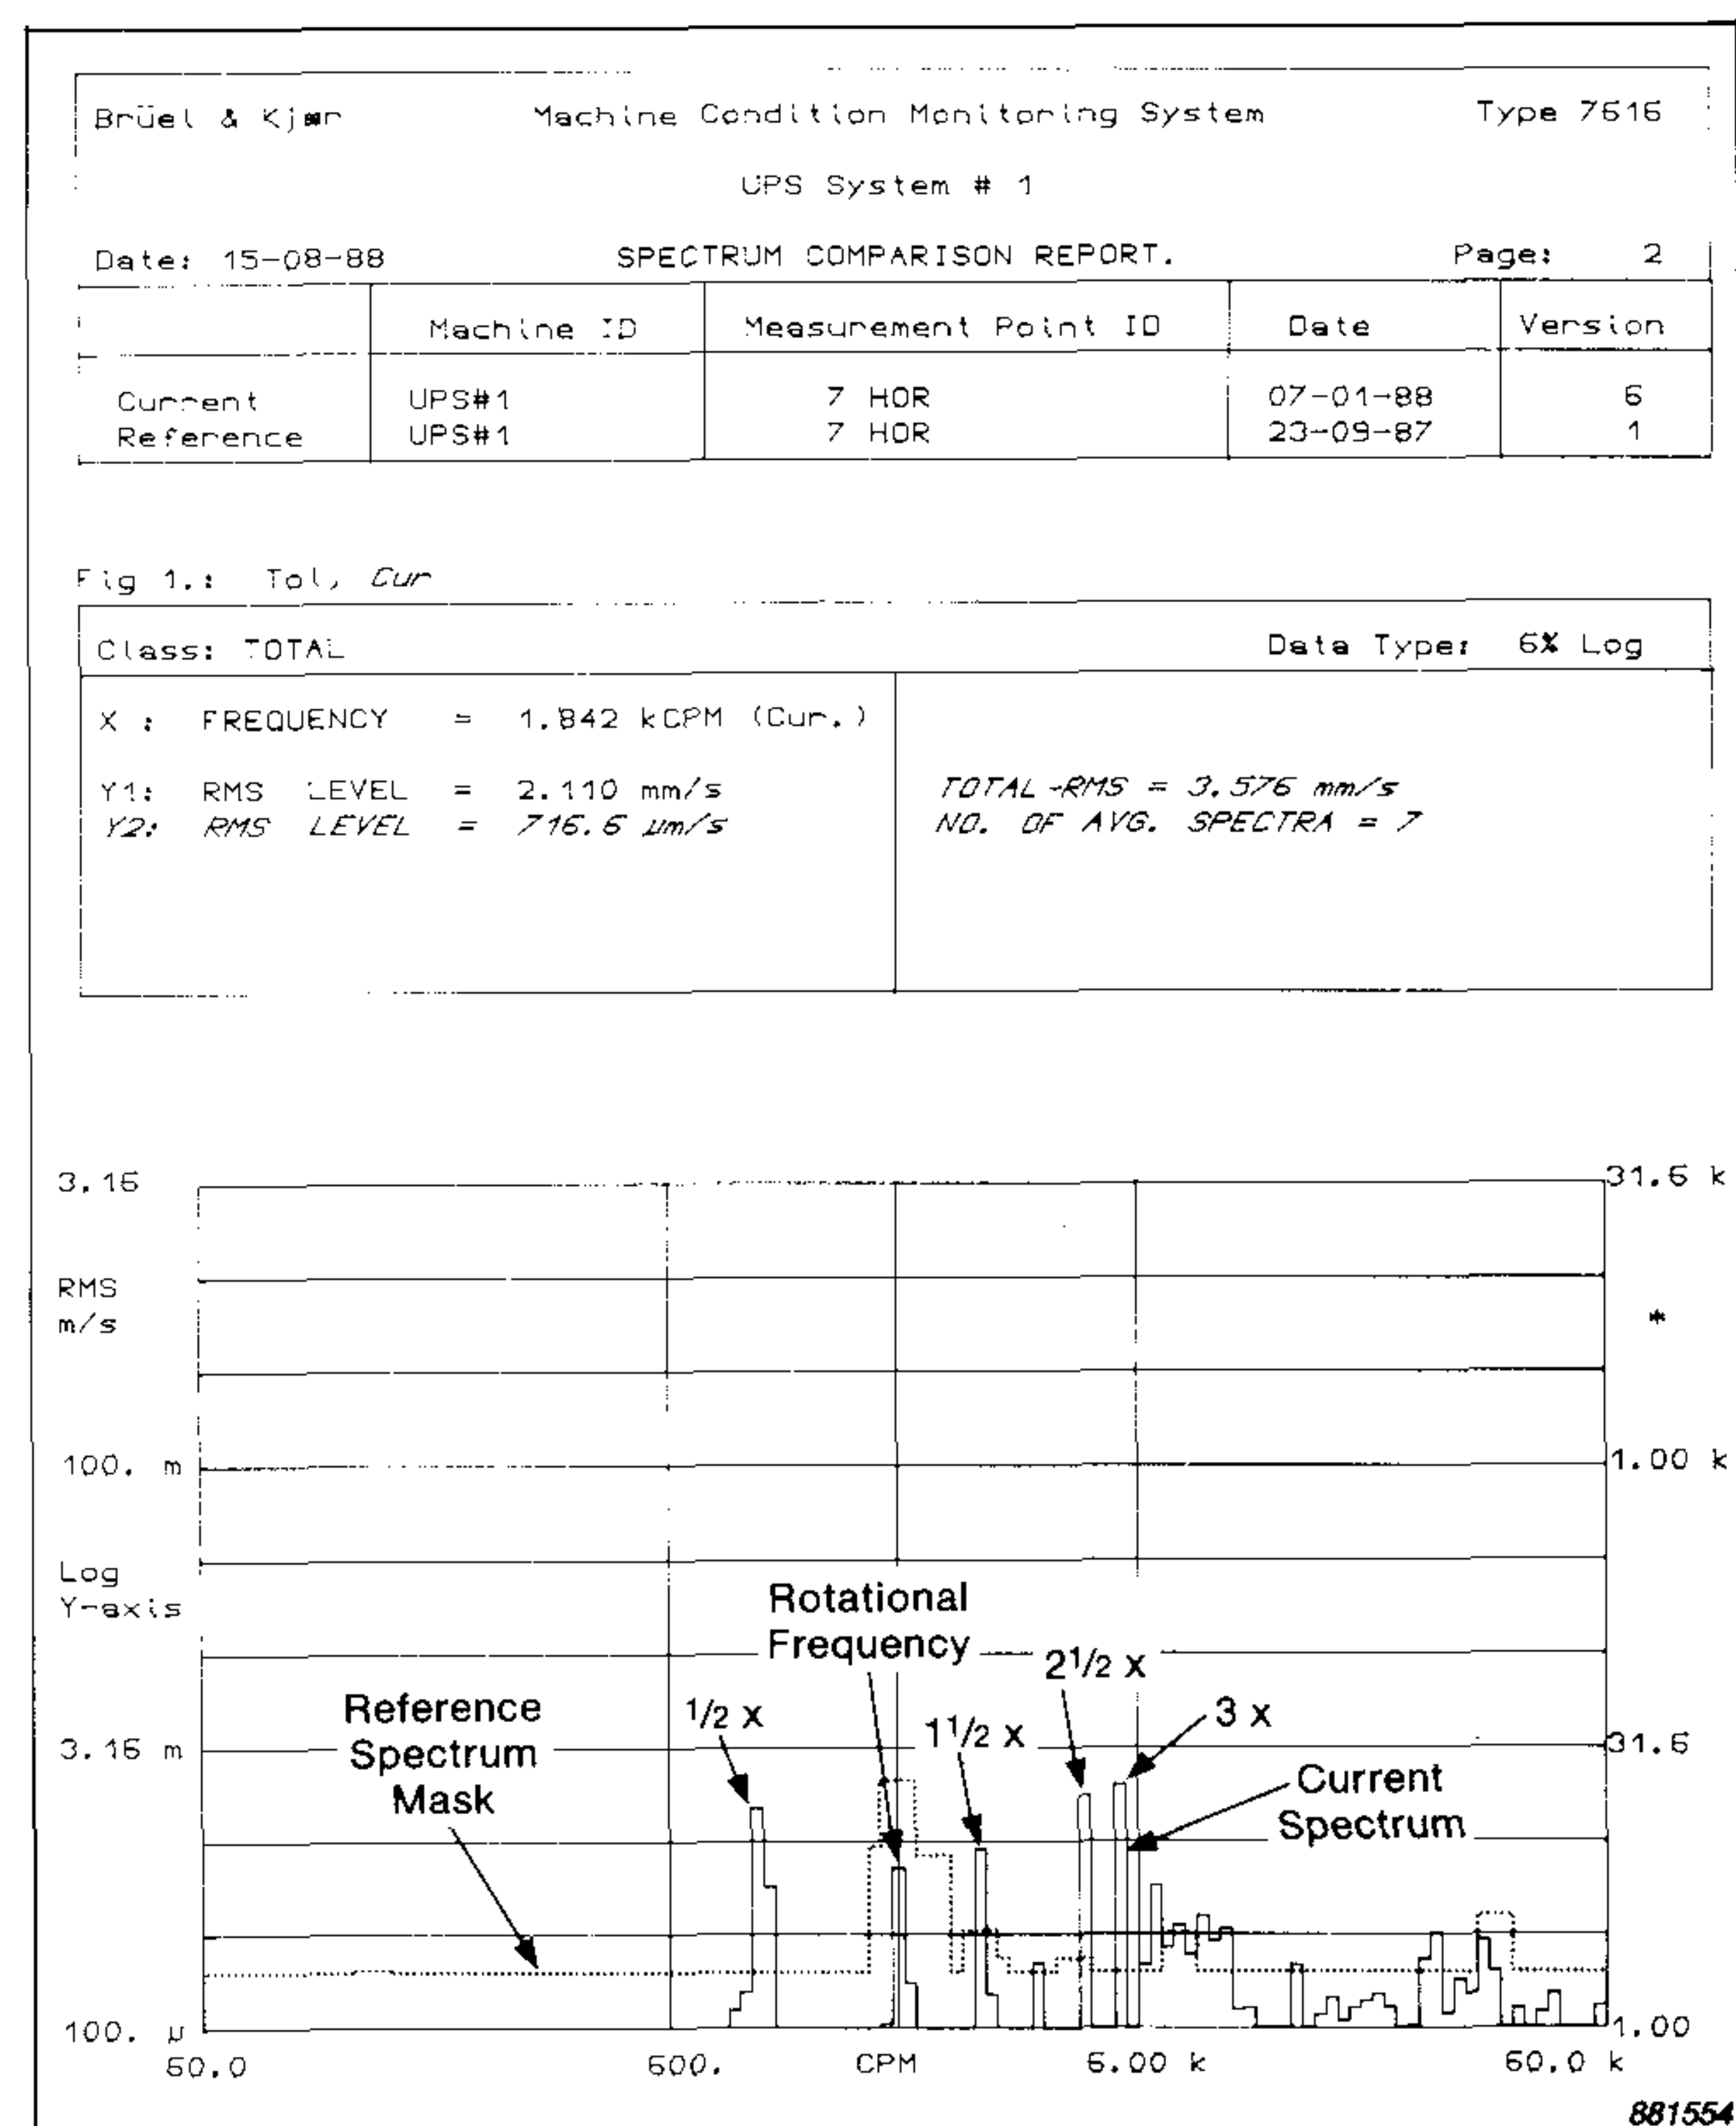 Brüel & Kjær Machine Condition Monitoring System Type 7616
UPS System # 1
Date: 15-08-88 SPECTRUM COMPARISON REPORT. Page: 2
Machine ID Measurement Point ID Date Version
Current UPS#1 7 HOR 07-01-88 6
Reference UPS#1 7 HOR 23-09-87 1
Fig 1.: Tol, Cur
Class: TOTAL Data Type: 6% Log
X : FREQUENCY = 1.842 kCPM (Cur.)
Y1: RMS LEVEL = 2.110 mm/s TOTAL-RMS = 3.576 mm/s
Y2: RMS LEVEL = 716.6 µm/s NO. OF AVG. SPECTRA = 7
3.16 31.6 k
RMS
m/s *
100. m 1.00 k
Log
Y-axis
Rotational
Frequency
2 1/2 x
Reference
Spectrum
Mask
1/2 x
1 1/2 x
3 x
3.16 m 31.6
Current
Spectrum
100. µ 1.00
60.0 600. CPM 6.00 k 60.0 k
881554